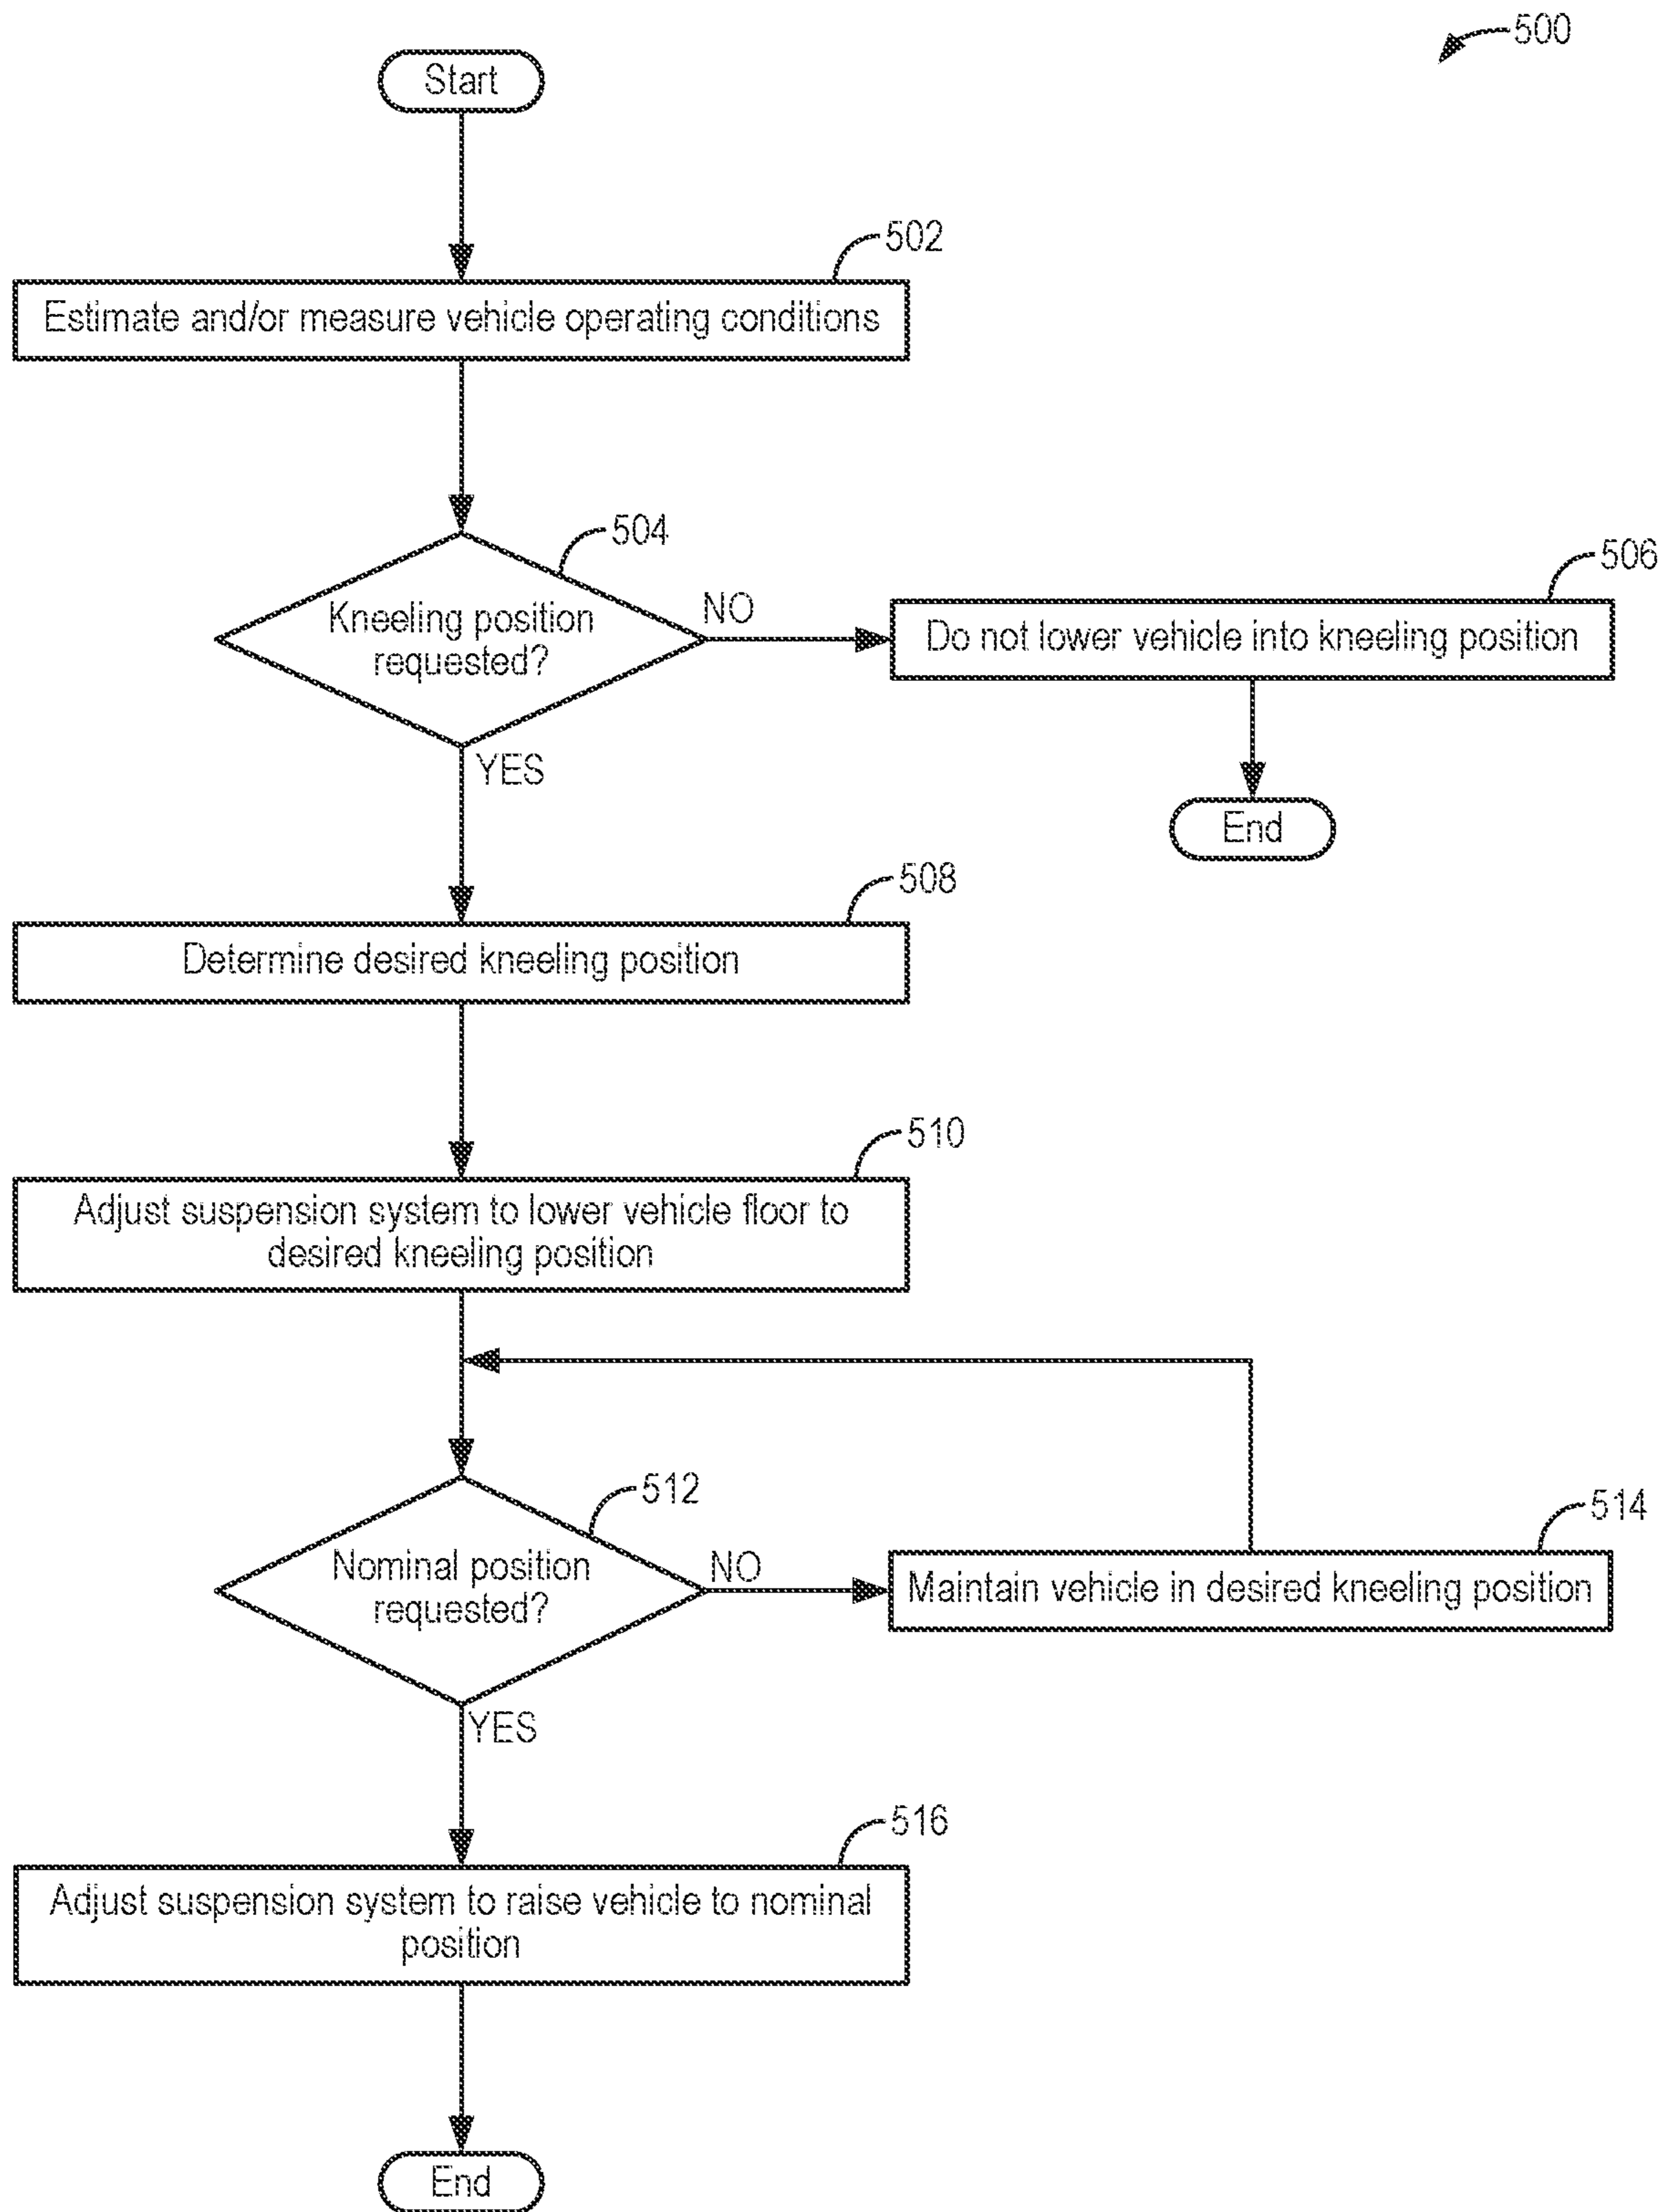 500
Start
502
Estimate and/or measure vehicle operating conditions
504
Kneeling position
requested?
NO
506
Do not lower vehicle into kneeling position
YES
End
508
Determine desired kneeling position
510
Adjust suspension system to lower vehicle floor to
desired kneeling position
512
Nominal position
requested?
NO
514
Maintain vehicle in desired kneeling position
YES
516
Adjust suspension system to raise vehicle to nominal
position
End